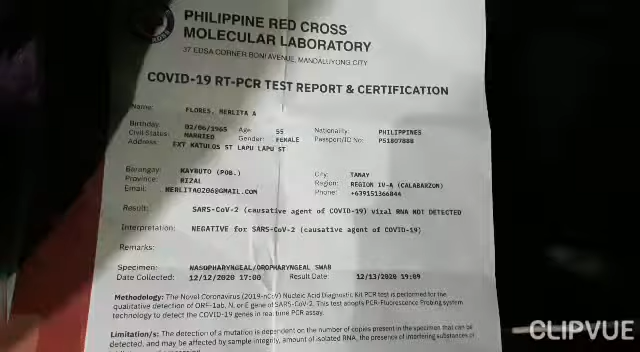 PHILIPPINE RED CROSS
MOLECULAR LABORATORY
37 EDSA CORNER BONI AVENUE, MANDALUYONG CITY
COVID-19 RT-PCR TEST REPORT & CERTIFICATION
Name: FLORES, MERLITA A
Birthday: 02/06/1965 Age: 55 Nationality: PHILIPPINES
Civil Status: MARRIED Gender: FEMALE Passport/ID No: P5180788B
Address: EXT KATULOS ST LAPU LAPU ST
Barangay: KAYBUTO (POB.) City: TANAY
Province: RIZAL Region: REGION IV-A (CALABARZON)
Email: MERLITA0206@GMAIL.COM Phone: +639151366844
Result: SARS-CoV-2 (causative agent of COVID-19) viral RNA NOT DETECTED
Interpretation: NEGATIVE for SARS-CoV-2 (causative agent of COVID-19)
Remarks:
Specimen: NASOPHARYNGEAL/OROPHARYNGEAL SWAB
Date Collected: 12/12/2020 17:00 Result Date: 12/13/2020 19:09
Methodology: The Novel Coronavirus (2019-nCoV) Nucleic Acid Diagnostic Kit PCR test is performed for the
qualitative detection of ORF-1ab, N, or E gene of SARS-CoV-2. This test adopts PCR-Fluorescence Probing system
technology to detect the COVID-19 genes in real time PCR assay.
Limitation/s: The detection of a mutation is dependent on the number of copies present in the specimen that can be
detected, and may be affected by sample integrity, amount of isolated RNA, the presence of interfering substances or
CLIPVUE